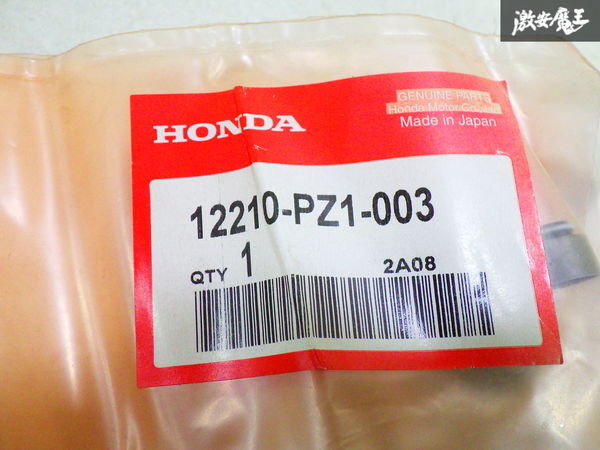 激安魔王
HONDA
GENUINE PARTS
Honda Motor Co., Ltd.
Made in Japan
12210-PZ1-003
QTY 1
2A08